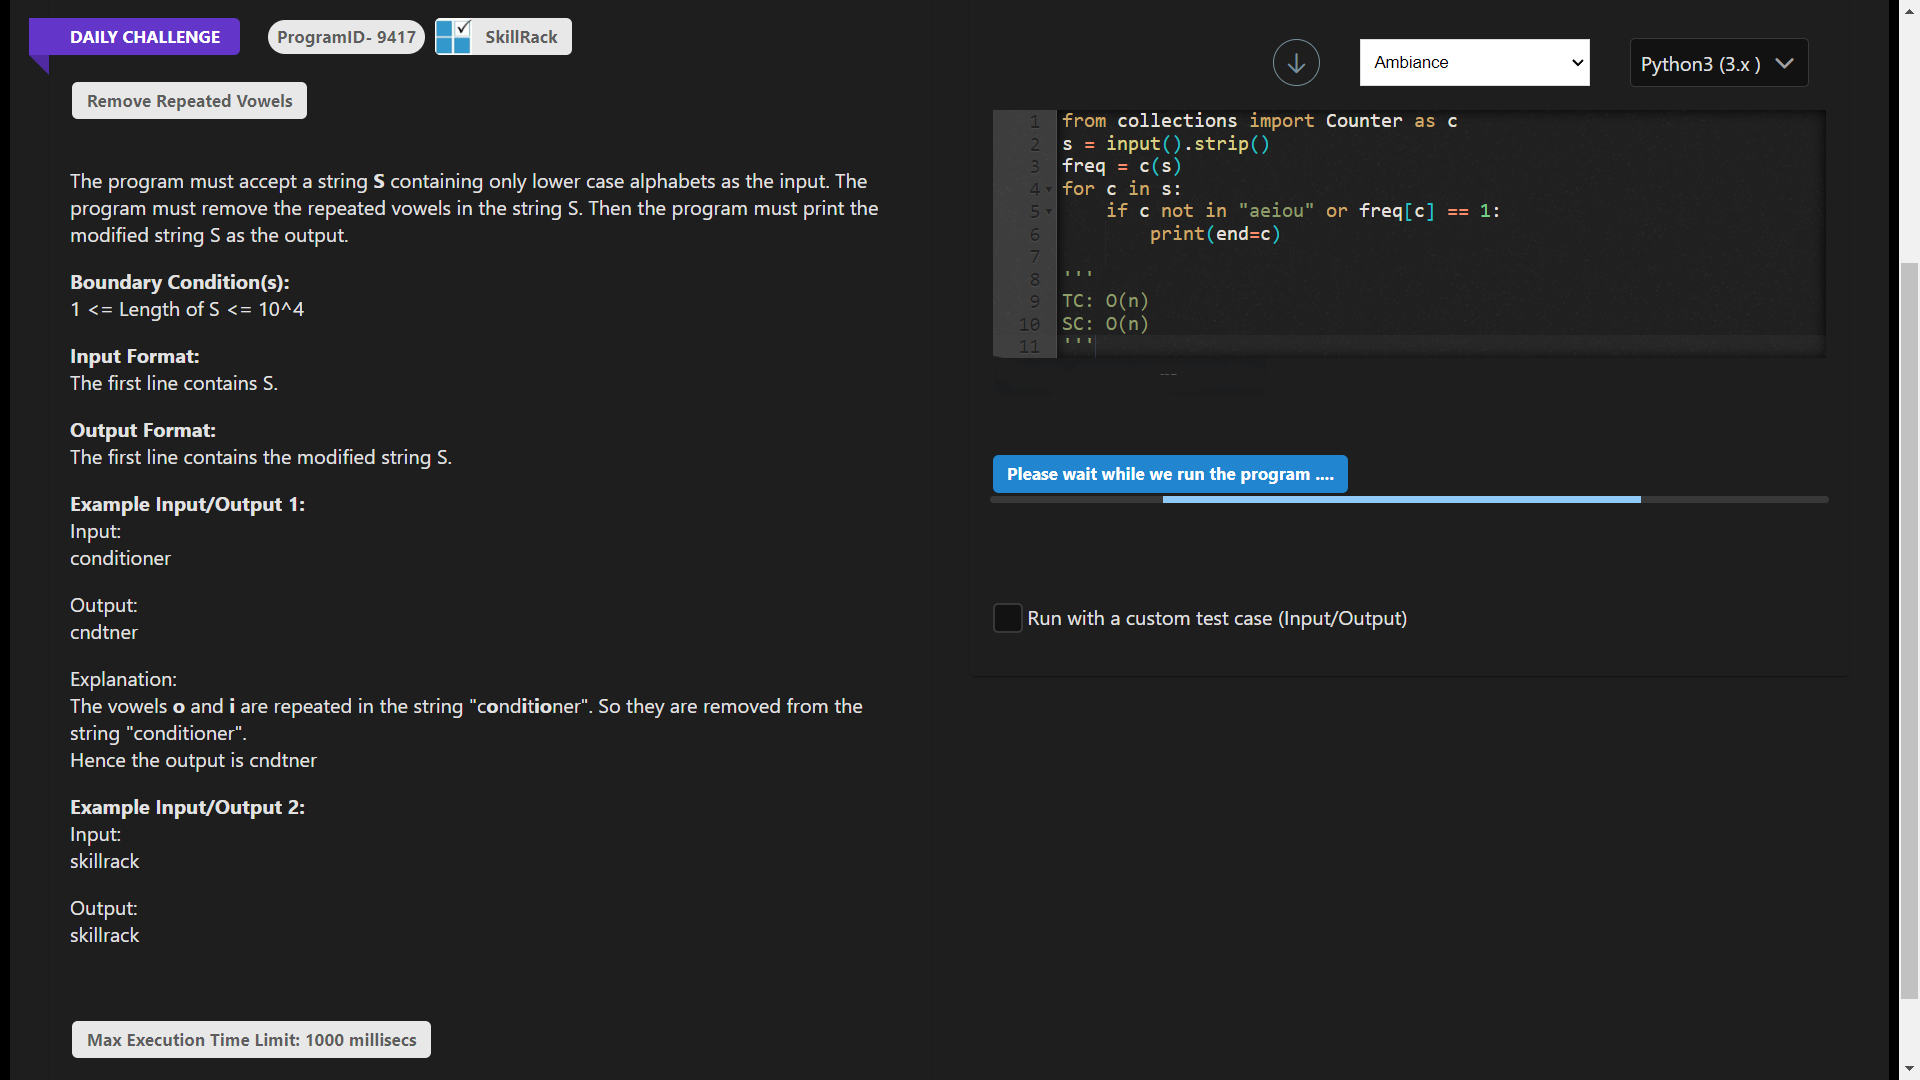 DAILY CHALLENGE
ProgramID- 9417
SkillRack
Remove Repeated Vowels
The program must accept a string S containing only lower case alphabets as the input. The
program must remove the repeated vowels in the string S. Then the program must print the
modified string S as the output.
Boundary Condition(s):
1 <= Length of S <= 10^4
Input Format:
The first line contains S.
Output Format:
The first line contains the modified string S.
Example Input/Output 1:
Input:
conditioner
Output:
cndtner
Explanation:
The vowels o and i are repeated in the string "conditioner". So they are removed from the
string "conditioner".
Hence the output is cndtner
Example Input/Output 2:
Input:
skillrack
Output:
skillrack
Max Execution Time Limit: 1000 millisecs
Ambiance
Python3 (3.x )
1 from collections import Counter as c
2 s = input().strip()
3 freq = c(s)
4 for c in s:
5     if c not in "aeiou" or freq[c] == 1:
6         print(end=c)
7
8 '''
9 TC: O(n)
10 SC: O(n)
11 '''
Please wait while we run the program ....
Run with a custom test case (Input/Output)